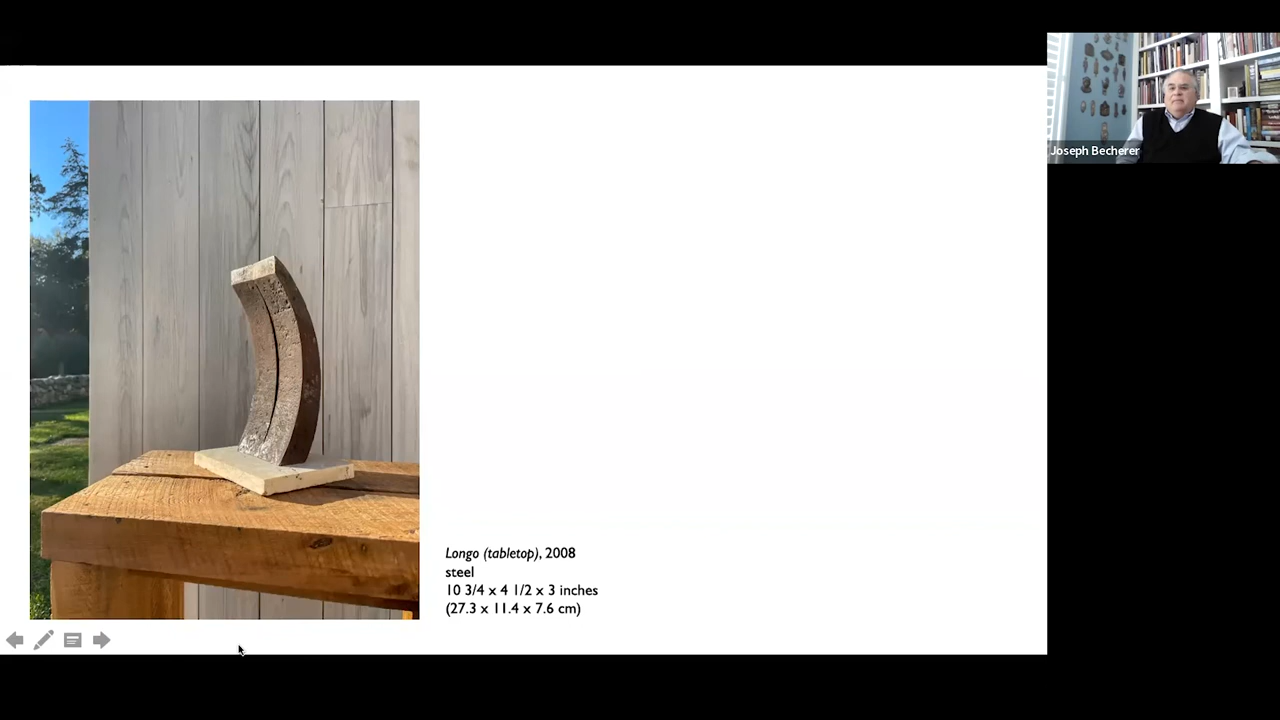 Joseph Becherer
Longo (tabletop), 2008
steel
10 3/4 x 4 1/2 x 3 inches
(27.3 x 11.4 x 7.6 cm)